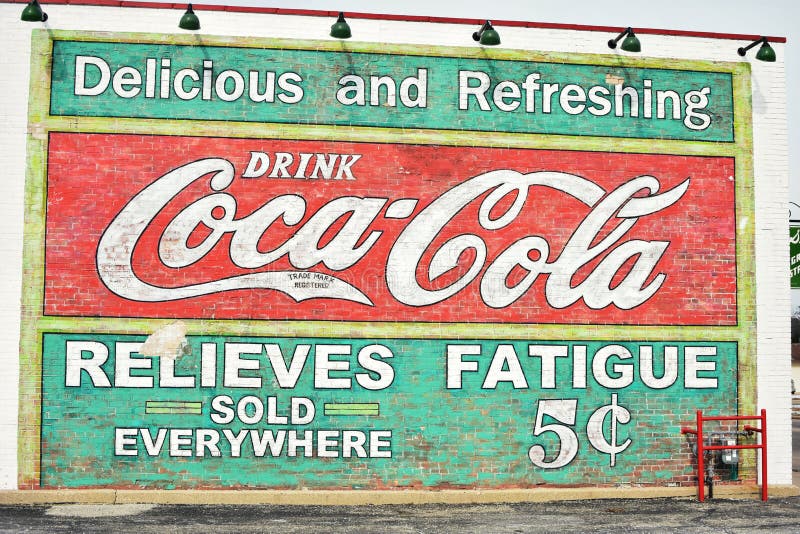 Delicious and Refreshing
DRINK
Coca-Cola
TRADE MARK
REGISTERED
RELIEVES FATIGUE
SOLD
EVERYWHERE
5¢